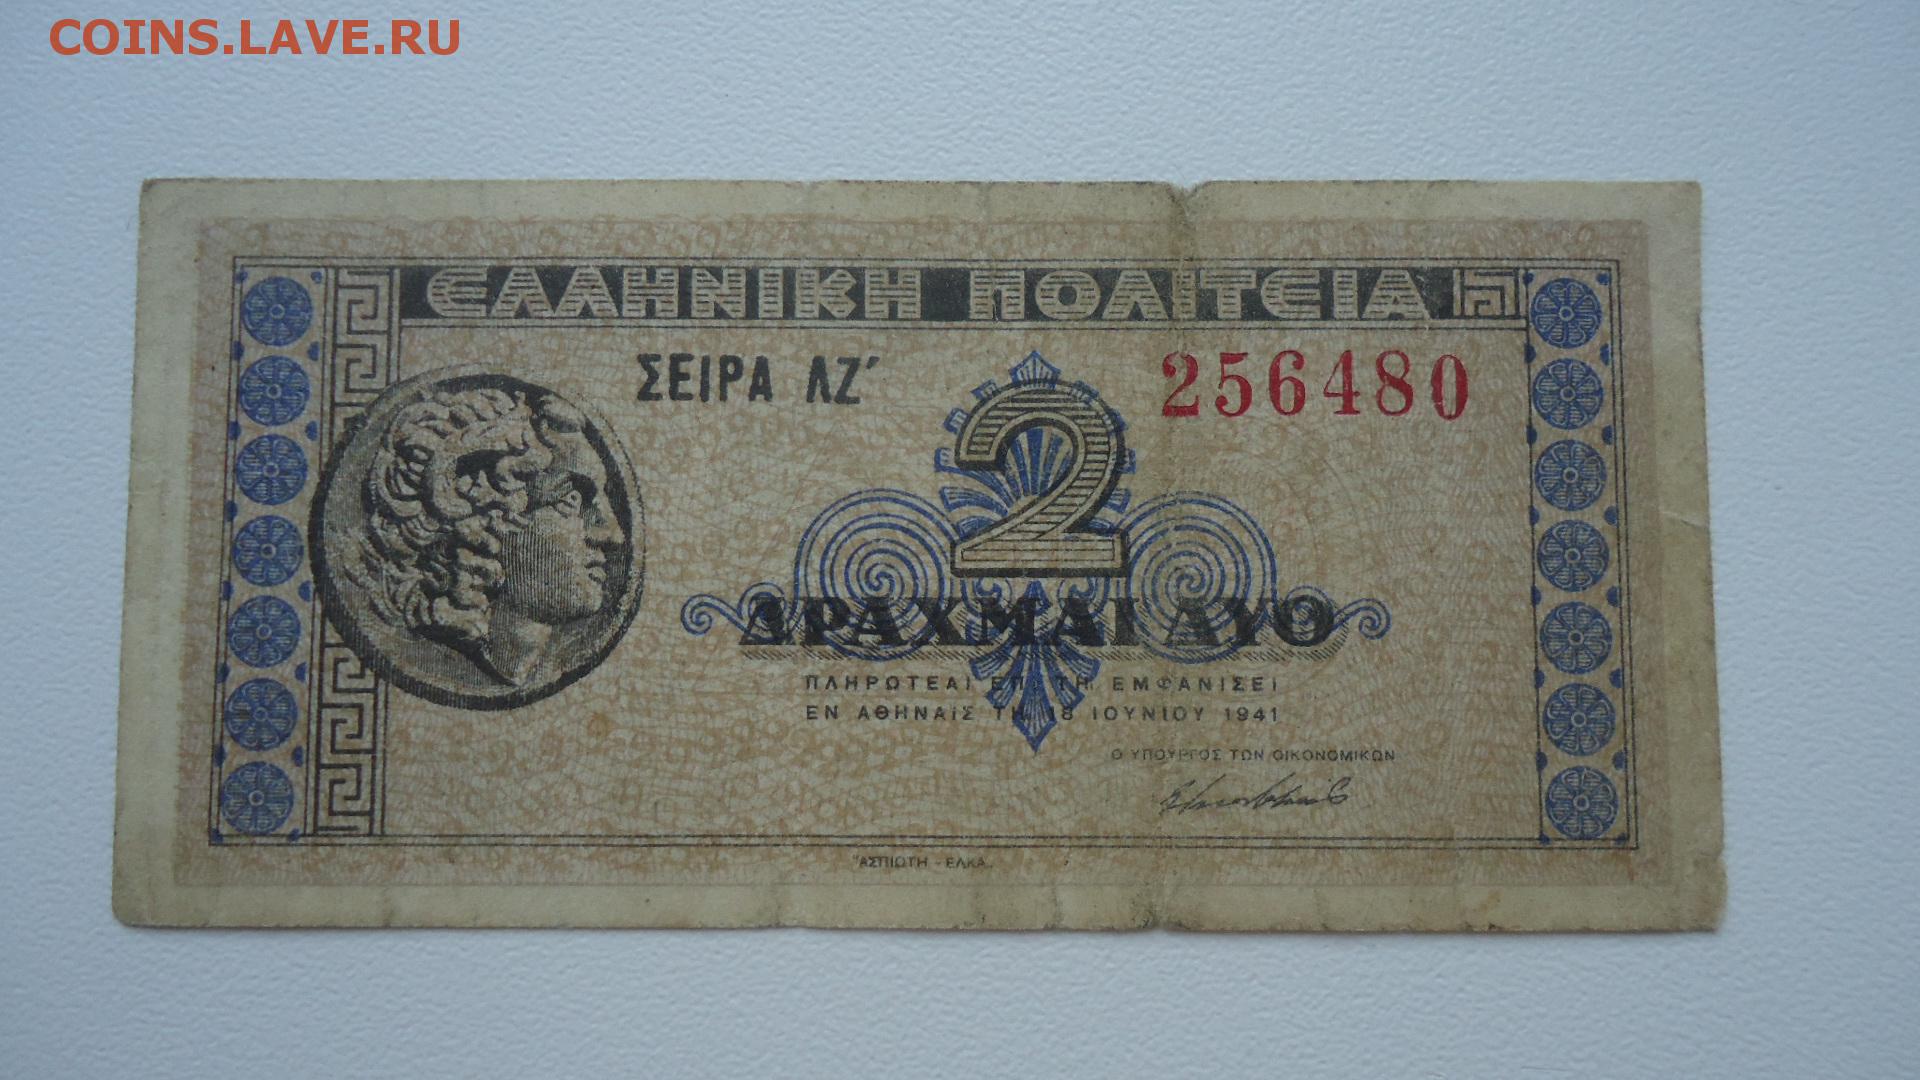 COINS.LAVE.RU
ΕΛΛΗΝΙΚΗ ΠΟΛΙΤΕΙΑ
ΣΕΙΡΑ ΛΖ΄ 256480
2
ΔΡΑΧΜΑΙ ΔΥΟ
ΠΛΗΡΩΤΕΑΙ ΕΠΙ ΤΗ ΕΜΦΑΝΙΣΕΙ
ΕΝ ΑΘΗΝΑΙΣ ΤΗ 18 ΙΟΥΝΙΟΥ 1941
Ο ΥΠΟΥΡΓΟΣ ΤΩΝ ΟΙΚΟΝΟΜΙΚΩΝ
"ΑΣΠΙΩΤΗ - ΕΛΚΑ„